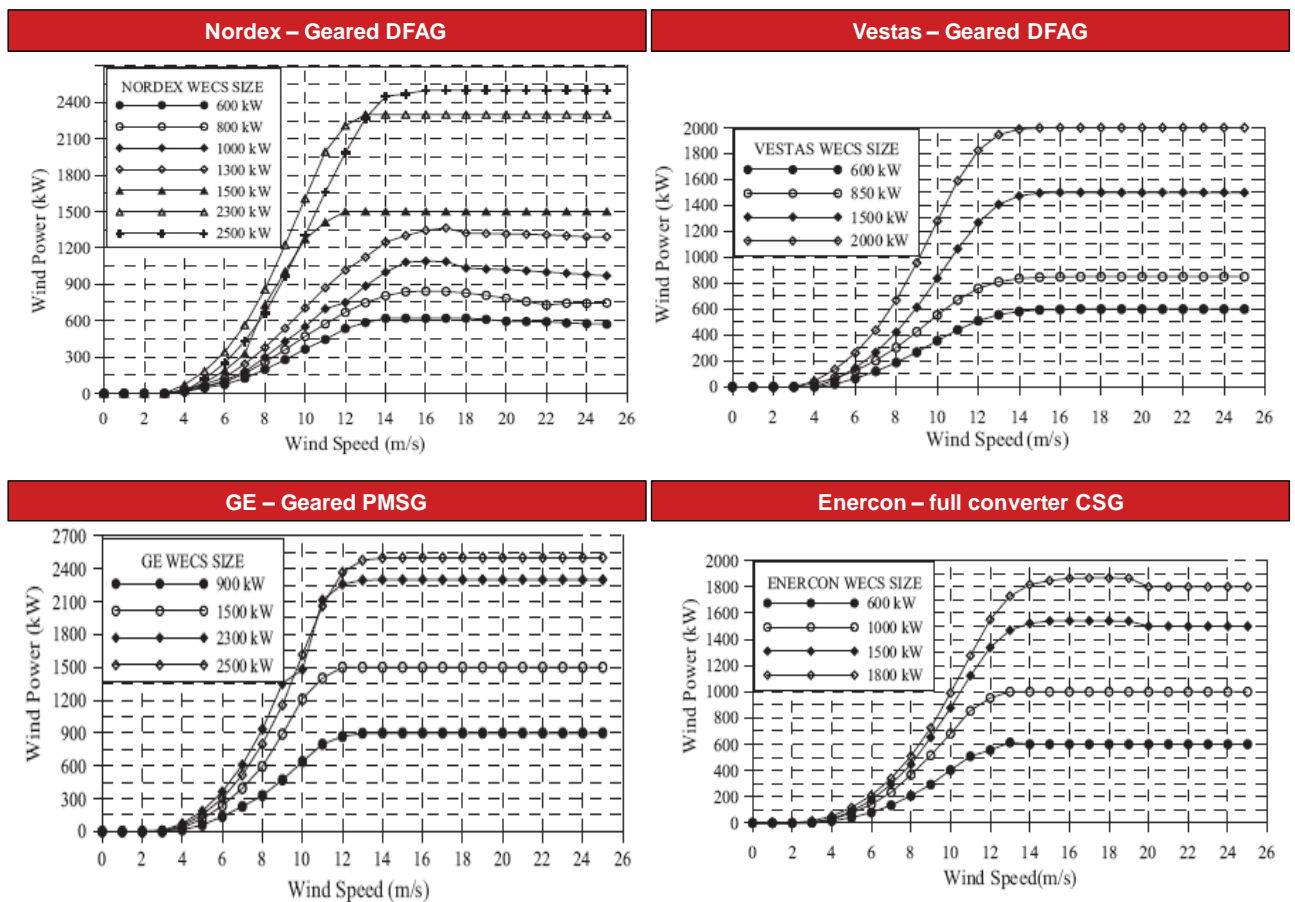 Nordex – Geared DFAG
Wind Power (kW)
2400
2100
1800
1500
1200
900
600
300
0
NORDEX WECS SIZE
600 kW
800 kW
1000 kW
1300 kW
1500 kW
2300 kW
2500 kW
0 2 4 6 8 10 12 14 16 18 20 22 24 26
Wind Speed (m/s)
Vestas – Geared DFAG
Wind Power (kW)
2000
1800
1600
1400
1200
1000
800
600
400
200
0
VESTAS WECS SIZE
600 kW
850 kW
1500 kW
2000 kW
0 2 4 6 8 10 12 14 16 18 20 22 24 26
Wind Speed (m/s)
GE – Geared PMSG
Wind Power (kW)
2700
2400
2100
1800
1500
1200
900
600
300
0
GE WECS SIZE
900 kW
1500 kW
2300 kW
2500 kW
0 2 4 6 8 10 12 14 16 18 20 22 24 26
Wind Speed (m/s)
Enercon – full converter CSG
Wind Power (kW)
2000
1800
1600
1400
1200
1000
800
600
400
200
0
ENERCON WECS SIZE
600 kW
1000 kW
1500 kW
1800 kW
0 2 4 6 8 10 12 14 16 18 20 22 24 26
Wind Speed(m/s)